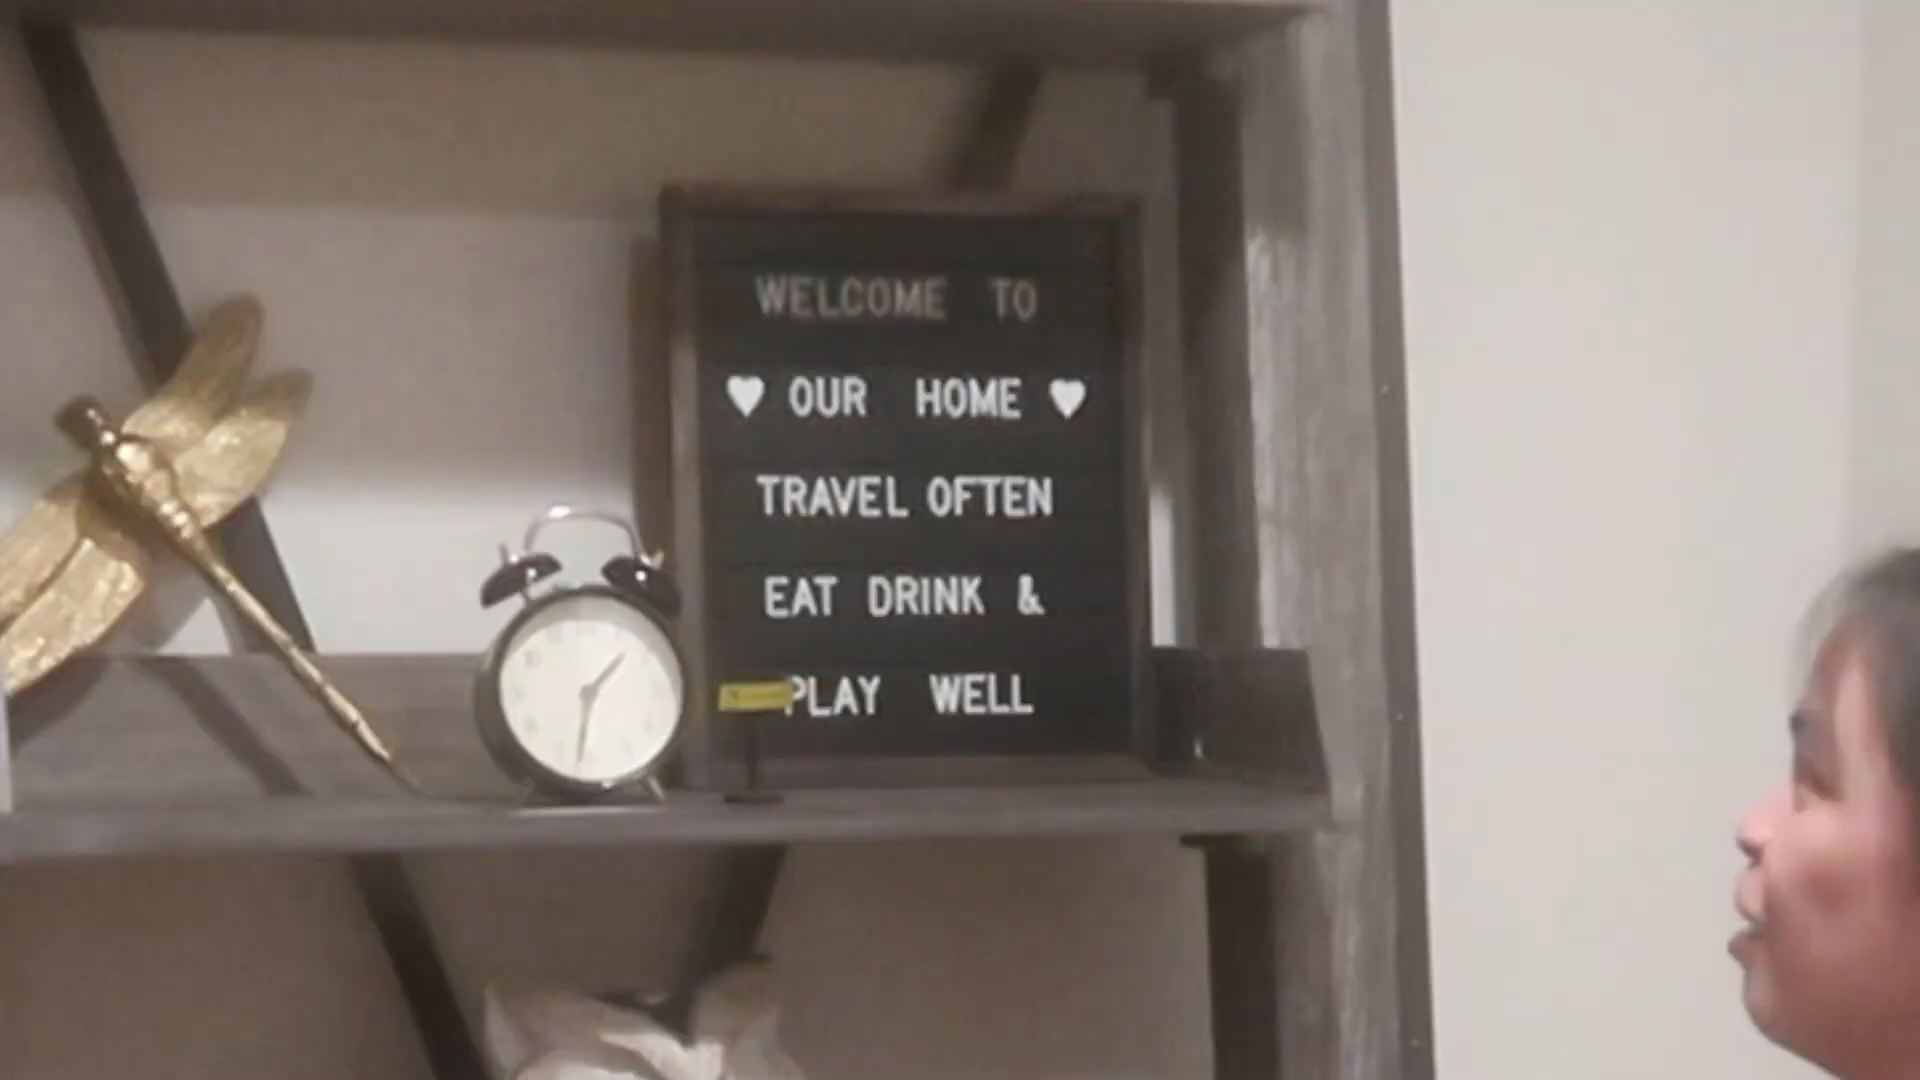 WELCOME TO
♥ OUR HOME ♥
TRAVEL OFTEN
EAT DRINK &
PLAY WELL